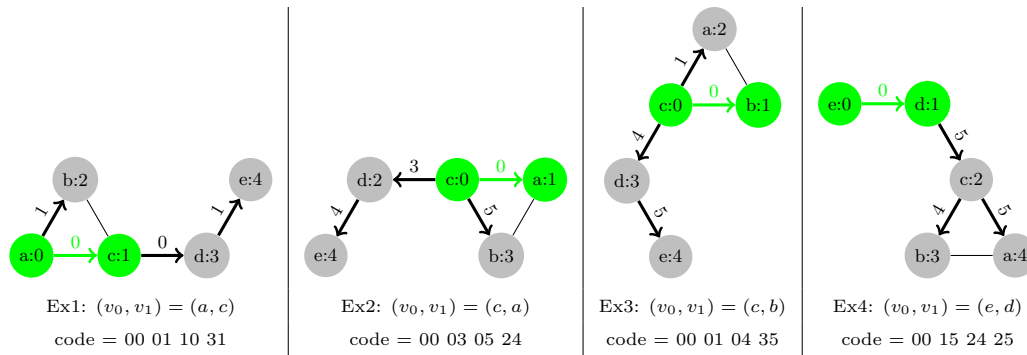 b:2
e:4
1
1
a:0
0
c:1
0
d:3
Ex1: (v₀, v₁) = (a, c)
code = 00 01 10 31
d:2
3
c:0
0
a:1
4
5
e:4
b:3
Ex2: (v₀, v₁) = (c, a)
code = 00 03 05 24
a:2
1
c:0
0
b:1
4
d:3
5
e:4
Ex3: (v₀, v₁) = (c, b)
code = 00 01 04 35
e:0
0
d:1
5
c:2
4
5
b:3
a:4
Ex4: (v₀, v₁) = (e, d)
code = 00 15 24 25